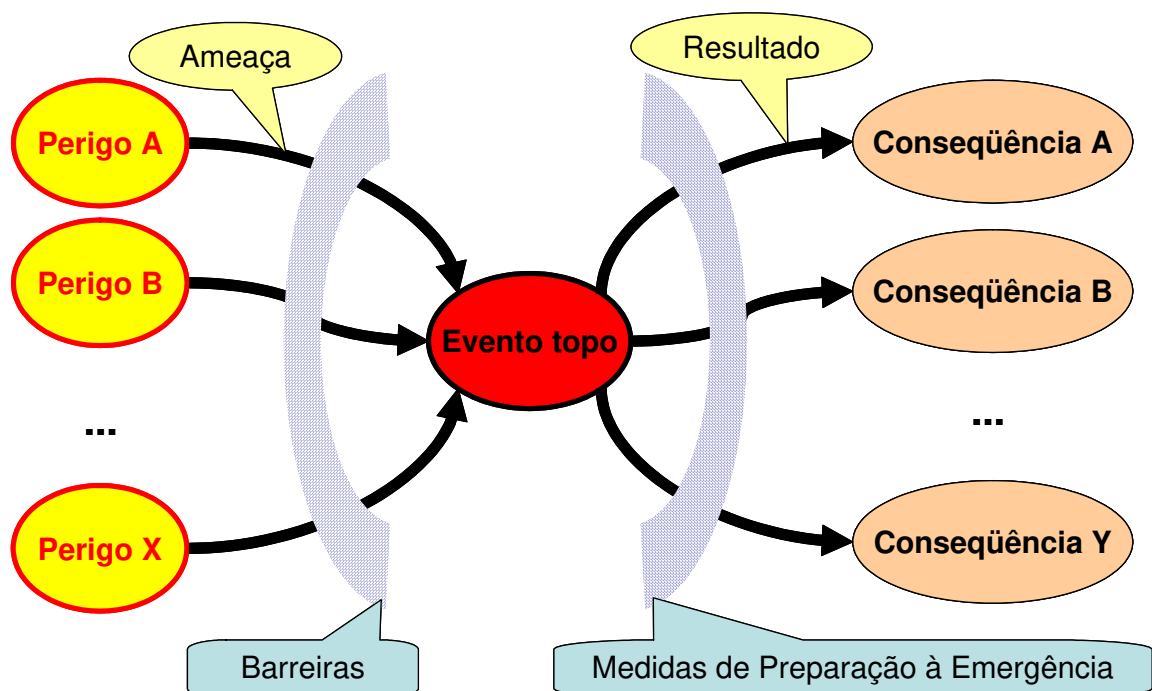 Ameaça
Resultado
Perigo A
Conseqüência A
Perigo B
Conseqüência B
Evento topo
...
...
Perigo X
Conseqüência Y
Barreiras
Medidas de Preparação à Emergência